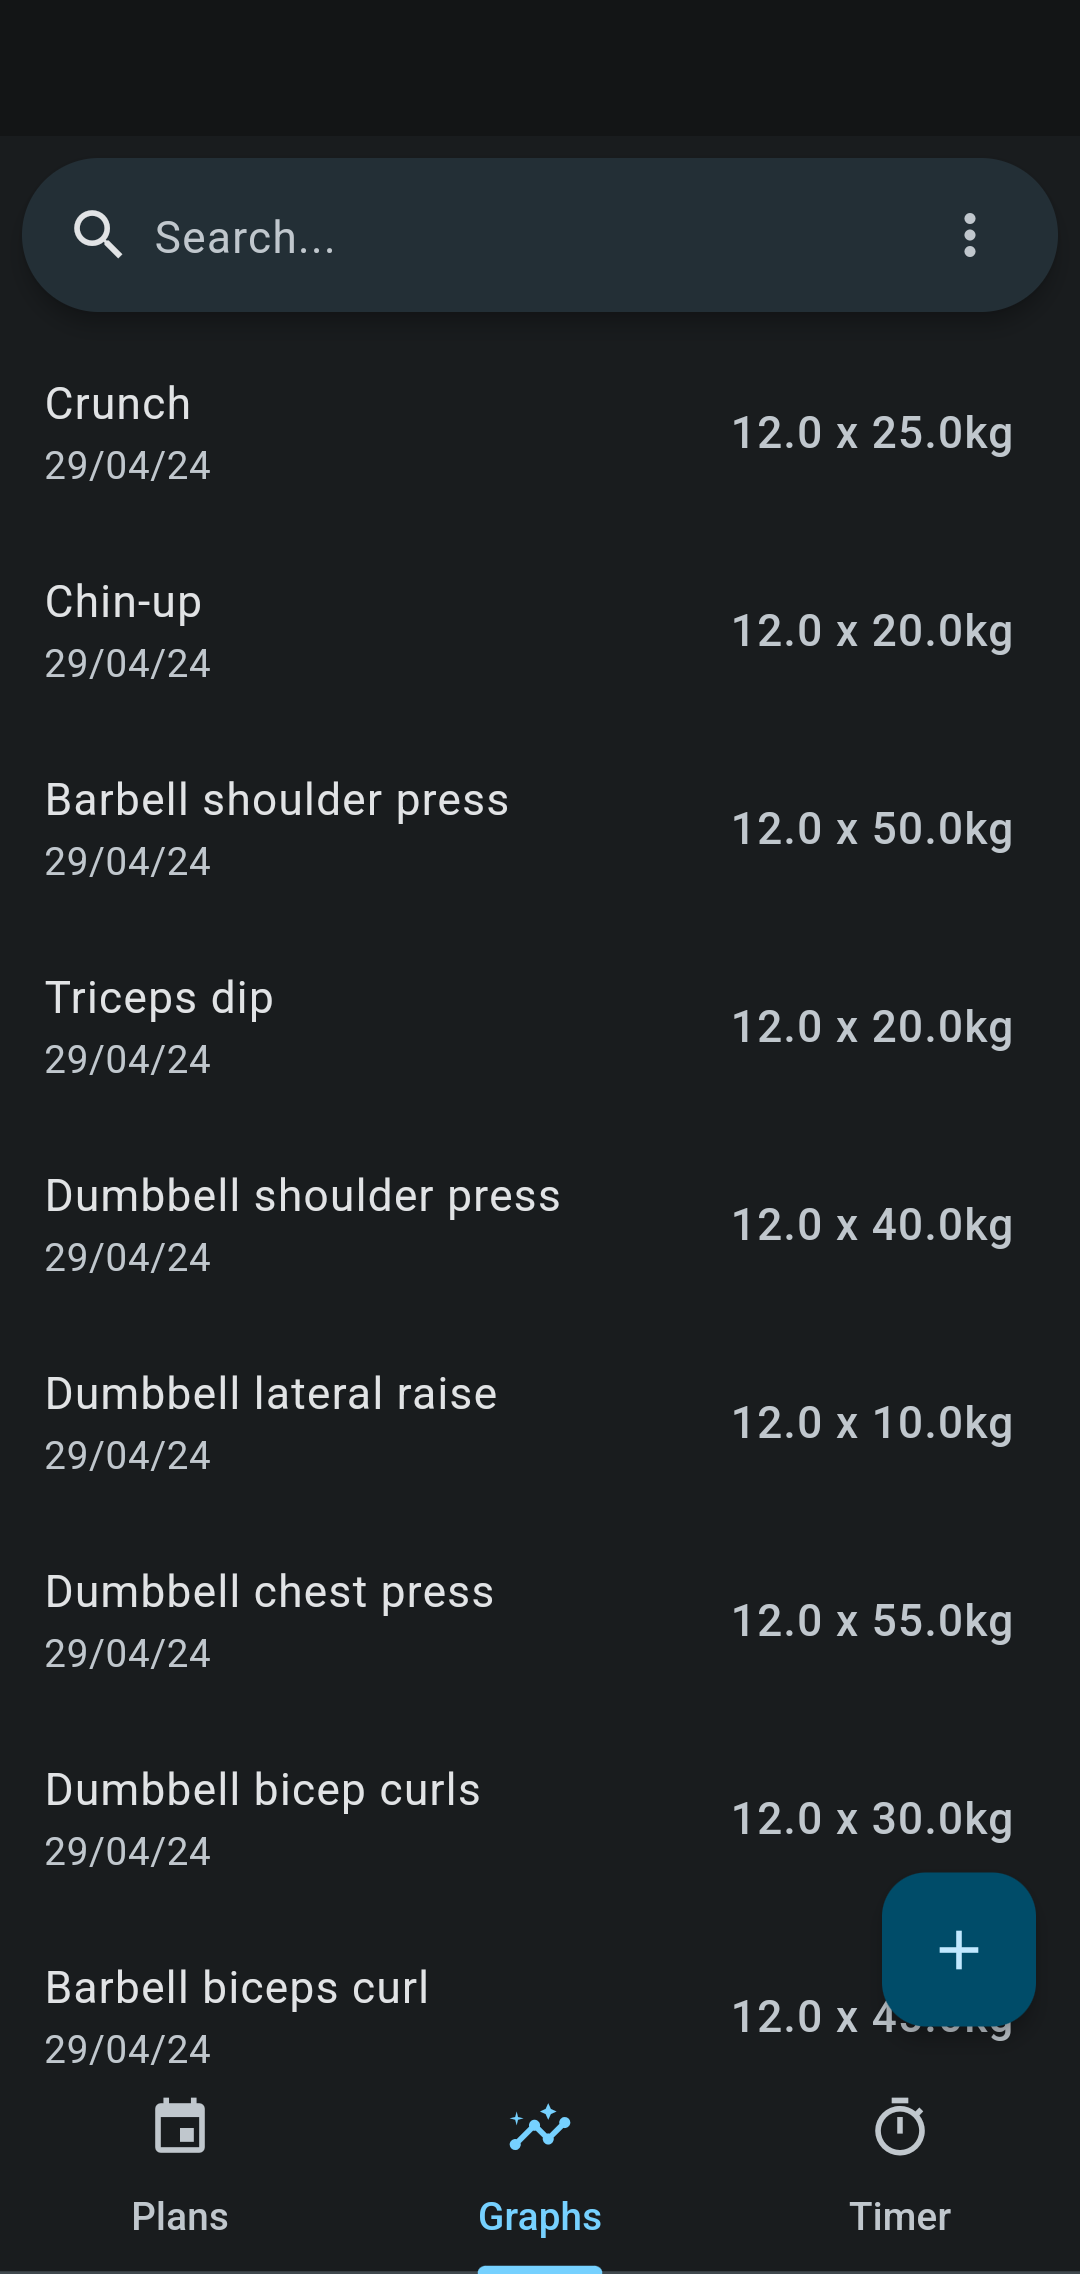 Search...
Crunch
29/04/24
12.0 x 25.0kg
Chin-up
29/04/24
12.0 x 20.0kg
Barbell shoulder press
29/04/24
12.0 x 50.0kg
Triceps dip
29/04/24
12.0 x 20.0kg
Dumbbell shoulder press
29/04/24
12.0 x 40.0kg
Dumbbell lateral raise
29/04/24
12.0 x 10.0kg
Dumbbell chest press
29/04/24
12.0 x 55.0kg
Dumbbell bicep curls
29/04/24
12.0 x 30.0kg
Barbell biceps curl
29/04/24
12.0 x
Plans
Graphs
Timer